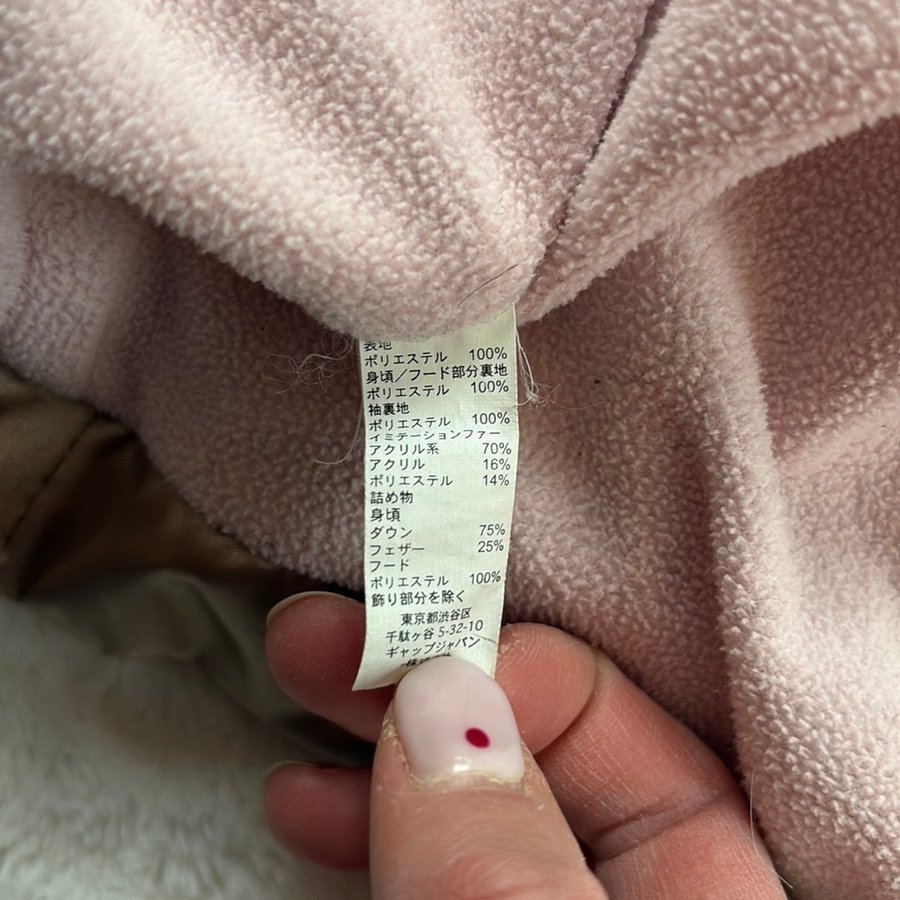 表地
ポリエステル 100%
身頃/フード部分裏地
ポリエステル 100%
袖裏地
ポリエステル 100%
イミテーションファー
アクリル系 70%
アクリル 16%
ポリエステル 14%
詰め物
身頃
ダウン 75%
フェザー 25%
フード
ポリエステル 100%
飾り部分を除く
東京都渋谷区
千駄ヶ谷 5-32-10
ギャップジャパン